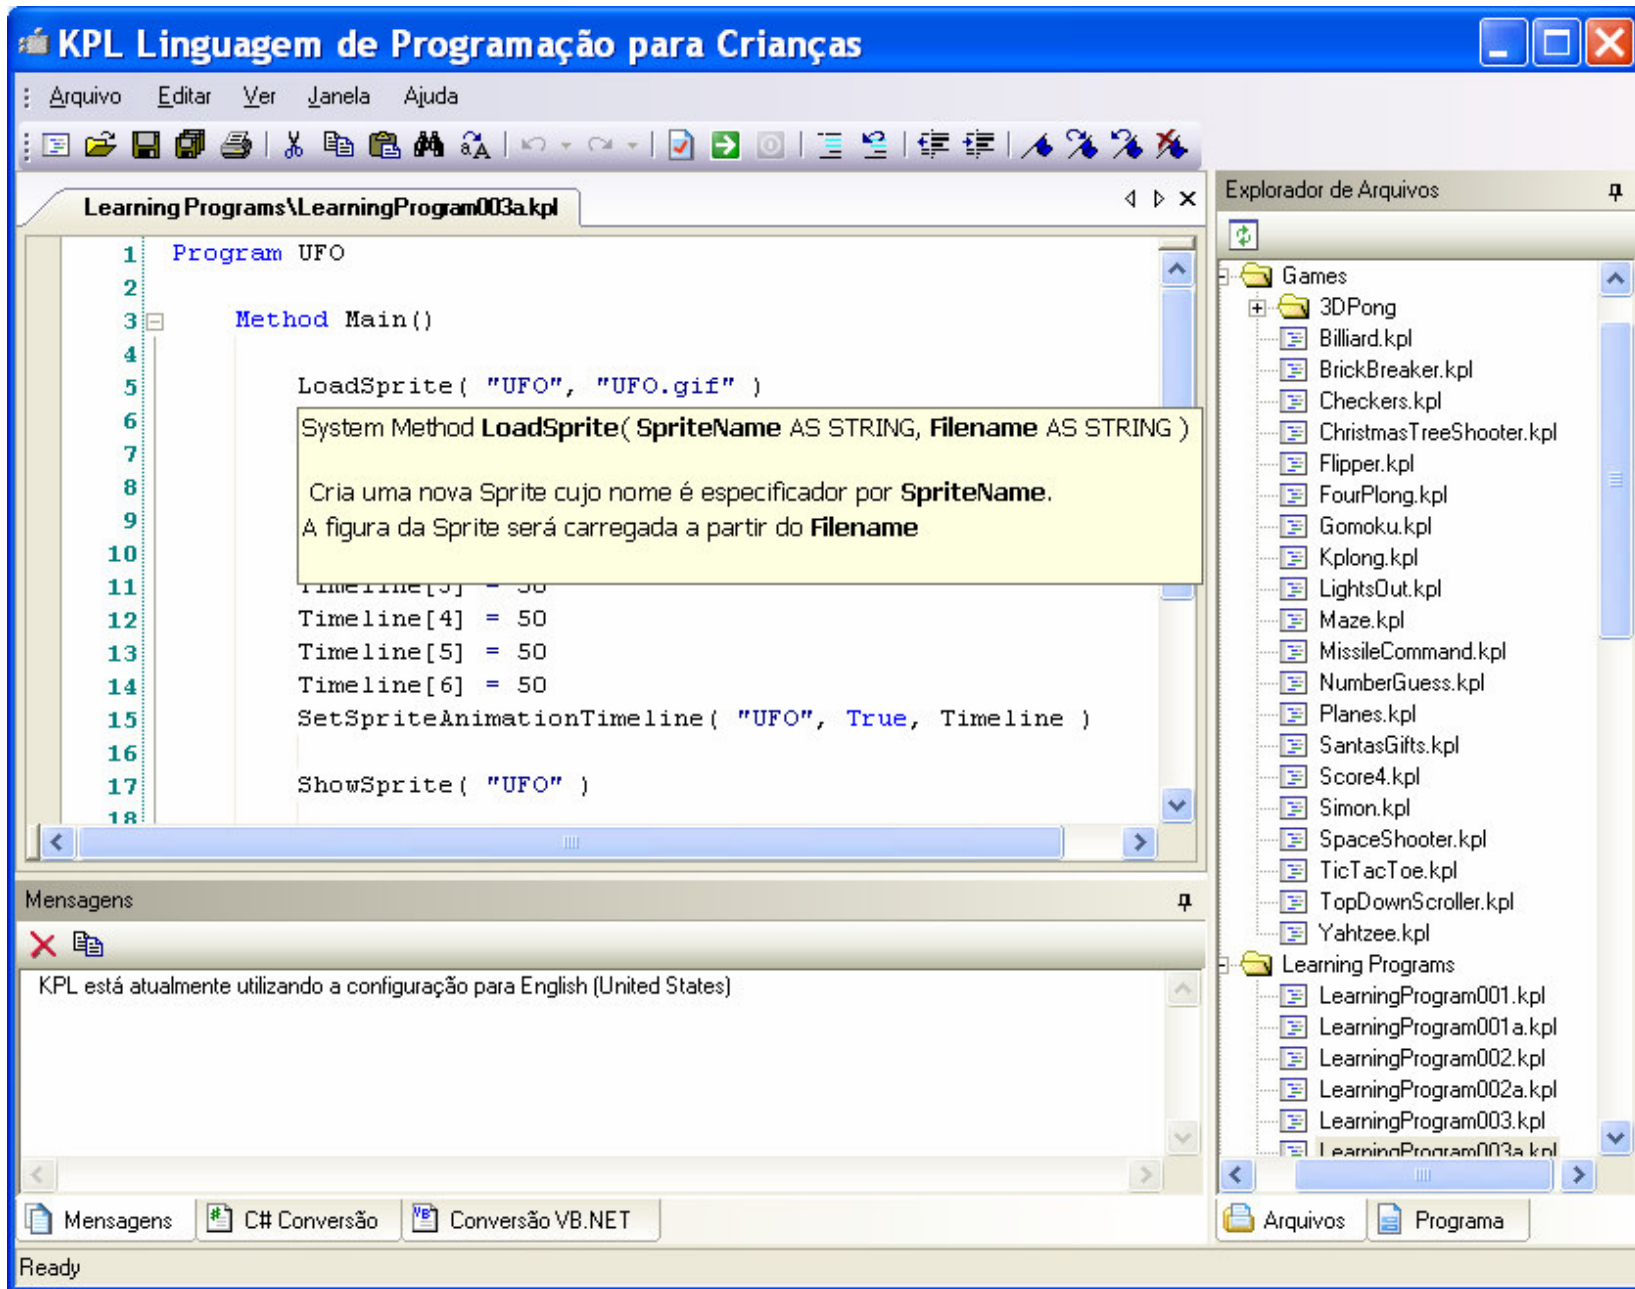 KPL Linguagem de Programação para Crianças
Arquivo Editar Ver Janela Ajuda
Learning Programs\LearningProgram003a.kpl
1 Program UFO
2
3 Method Main()
4
5 LoadSprite( "UFO", "UFO.gif" )
6
7
8
9
10
System Method LoadSprite( SpriteName AS STRING, Filename AS STRING )
Cria uma nova Sprite cujo nome é especificador por SpriteName.
A figura da Sprite será carregada a partir do Filename
11 Timeline[3] = 50
12 Timeline[4] = 50
13 Timeline[5] = 50
14 Timeline[6] = 50
15 SetSpriteAnimationTimeline( "UFO", True, Timeline )
16
17 ShowSprite( "UFO" )
18
Mensagens
KPL está atualmente utilizando a configuração para English (United States)
Mensagens C# Conversão Conversão VB.NET
Ready
Explorador de Arquivos
Games
3DPong
Billiard.kpl
BrickBreaker.kpl
Checkers.kpl
ChristmasTreeShooter.kpl
Flipper.kpl
FourPlong.kpl
Gomoku.kpl
Kplong.kpl
LightsOut.kpl
Maze.kpl
MissileCommand.kpl
NumberGuess.kpl
Planes.kpl
SantasGifts.kpl
Score4.kpl
Simon.kpl
SpaceShooter.kpl
TicTacToe.kpl
TopDownScroller.kpl
Yahtzee.kpl
Learning Programs
LearningProgram001.kpl
LearningProgram001a.kpl
LearningProgram002.kpl
LearningProgram002a.kpl
LearningProgram003.kpl
LearningProgram003a.kpl
Arquivos Programa